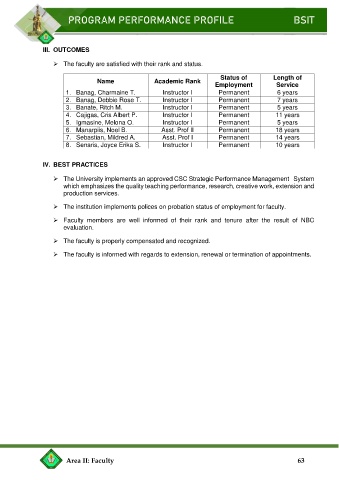 PROGRAM PERFORMANCE PROFILE BSIT
III. OUTCOMES
➢ The faculty are satisfied with their rank and status.
Name Academic Rank Status of Employment Length of Service
1. Banag, Charmaine T. Instructor I Permanent 6 years
2. Banag, Dobbie Rose T. Instructor I Permanent 7 years
3. Banate, Ritch M. Instructor I Permanent 5 years
4. Cajigas, Cris Albert P. Instructor I Permanent 11 years
5. Igmasine, Melona O. Instructor I Permanent 5 years
6. Manarpiis, Noel B. Asst. Prof II Permanent 18 years
7. Sebastian, Mildred A. Asst. Prof I Permanent 14 years
8. Senaris, Joyce Erika S. Instructor I Permanent 10 years
IV. BEST PRACTICES
➢ The University implements an approved CSC Strategic Performance Management System
which emphasizes the quality teaching performance, research, creative work, extension and
production services.
➢ The institution implements polices on probation status of employment for faculty.
➢ Faculty members are well informed of their rank and tenure after the result of NBC
evaluation.
➢ The faculty is properly compensated and recognized.
➢ The faculty is informed with regards to extension, renewal or termination of appointments.
Area II: Faculty 63